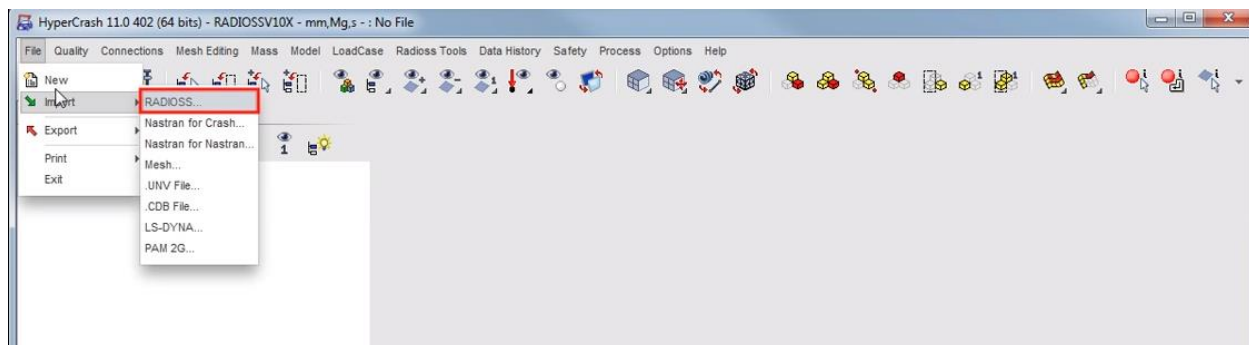 HyperCrash 11.0 402 (64 bits) - RADIOSSV10X - mm,Mg,s - : No File
File Quality Connections Mesh Editing Mass Model LoadCase Radioss Tools Data History Safety Process Options Help
New
Import
Export
Print
Exit
RADIOSS...
Nastran for Crash...
Nastran for Nastran...
Mesh...
.UNV File...
.CDB File...
LS-DYNA...
PAM 2G...
1